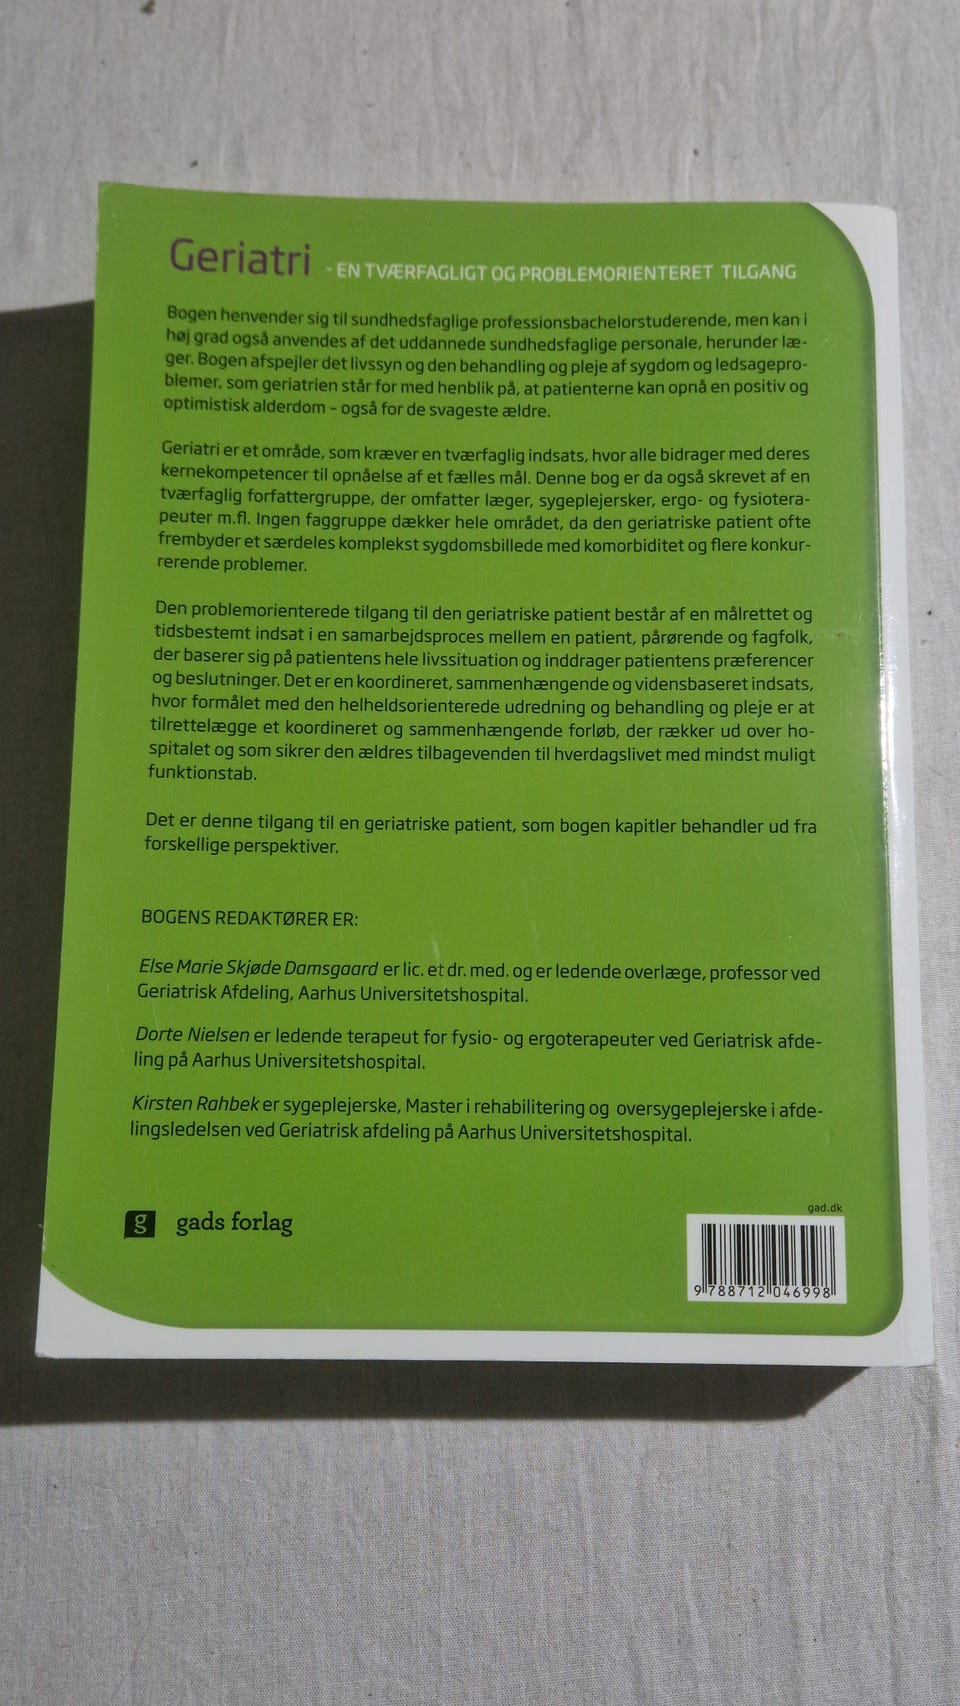 Geriatri - EN TVÆRFAGLIGT OG PROBLEMORIENTERET TILGANG
Bogen henvender sig til sundhedsfaglige professionsbachelorstuderende, men kan i
høj grad også anvendes af det uddannede sundhedsfaglige personale, herunder læ-
ger. Bogen afspejler det livssyn og den behandling og pleje af sygdom og ledsagepro-
blemer, som geriatrien står for med henblik på, at patienterne kan opnå en positiv og
optimistisk alderdom – også for de svageste ældre.
Geriatri er et område, som kræver en tværfaglig indsats, hvor alle bidrager med deres
kernekompetencer til opnåelse af et fælles mål. Denne bog er da også skrevet af en
tværfaglig forfattergruppe, der omfatter læger, sygeplejersker, ergo- og fysiotera-
peuter m.fl. Ingen faggruppe dækker hele området, da den geriatriske patient ofte
frembyder et særdeles komplekst sygdomsbillede med komorbiditet og flere konkur-
rerende problemer.
Den problemorienterede tilgang til den geriatriske patient består af en målrettet og
tidsbestemt indsat i en samarbejdsproces mellem en patient, pårørende og fagfolk,
der baserer sig på patientens hele livssituation og inddrager patientens præferencer
og beslutninger. Det er en koordineret, sammenhængende og vidensbaseret indsats,
hvor formålet med den helheldsorienterede udredning og behandling og pleje er at
tilrettelægge et koordineret og sammenhængende forløb, der rækker ud over ho-
spitalet og som sikrer den ældres tilbagevenden til hverdagslivet med mindst muligt
funktionstab.
Det er denne tilgang til en geriatriske patient, som bogen kapitler behandler ud fra
forskellige perspektiver.
BOGENS REDAKTØRER ER:
Else Marie Skjøde Damsgaard er lic. et dr. med. og er ledende overlæge, professor ved
Geriatrisk Afdeling, Aarhus Universitetshospital.
Dorte Nielsen er ledende terapeut for fysio- og ergoterapeuter ved Geriatrisk afde-
ling på Aarhus Universitetshospital.
Kirsten Rahbek er sygeplejerske, Master i rehabilitering og oversygeplejerske i afde-
lingsledelsen ved Geriatrisk afdeling på Aarhus Universitetshospital.
g gads forlag
gad.dk
9 788712 046998